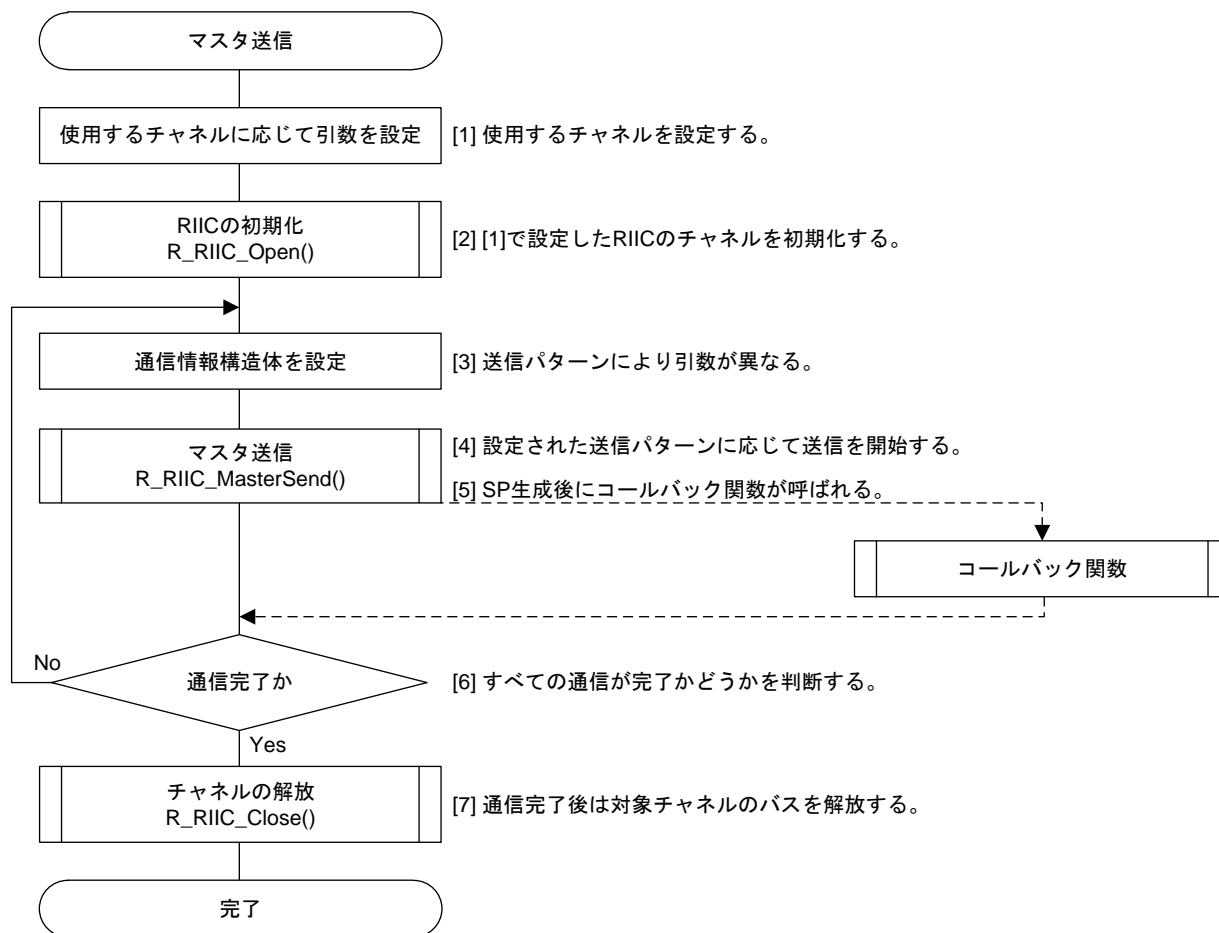 マスタ送信
使用するチャネルに応じて引数を設定
[1] 使用するチャネルを設定する。
RIICの初期化
R_RIIC_Open()
[2] [1]で設定したRIICのチャネルを初期化する。
通信情報構造体を設定
[3] 送信パターンにより引数が異なる。
マスタ送信
R_RIIC_MasterSend()
[4] 設定された送信パターンに応じて送信を開始する。
[5] SP生成後にコールバック関数が呼ばれる。
コールバック関数
No
通信完了か
[6] すべての通信が完了かどうかを判断する。
Yes
チャネルの解放
R_RIIC_Close()
[7] 通信完了後は対象チャネルのバスを解放する。
完了